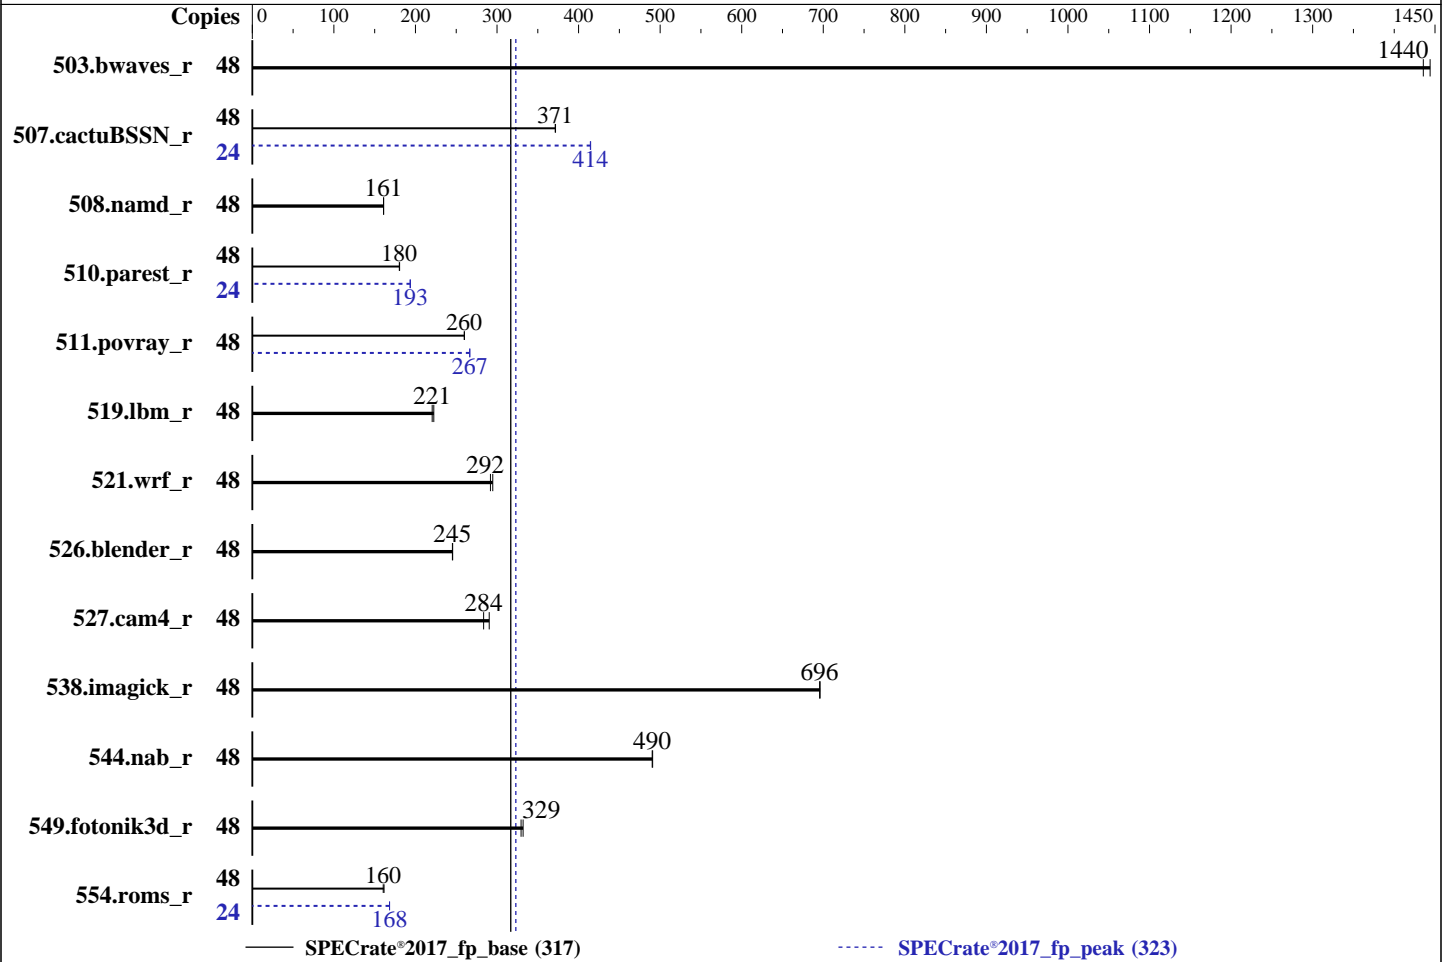 Copies 0 100 200 300 400 500 600 700 800 900 1000 1100 1200 1300 1450
503.bwaves_r 48 1440
507.cactuBSSN_r 48 371
24 414
508.namd_r 48 161
510.parest_r 48 180
24 193
511.povray_r 48 260
267
519.lbm_r 48 221
521.wrf_r 48 292
526.blender_r 48 245
527.cam4_r 48 284
538.imagick_r 48 696
544.nab_r 48 490
549.fotonik3d_r 48 329
554.roms_r 48 160
24 168
SPECrate®2017_fp_base (317) SPECrate®2017_fp_peak (323)